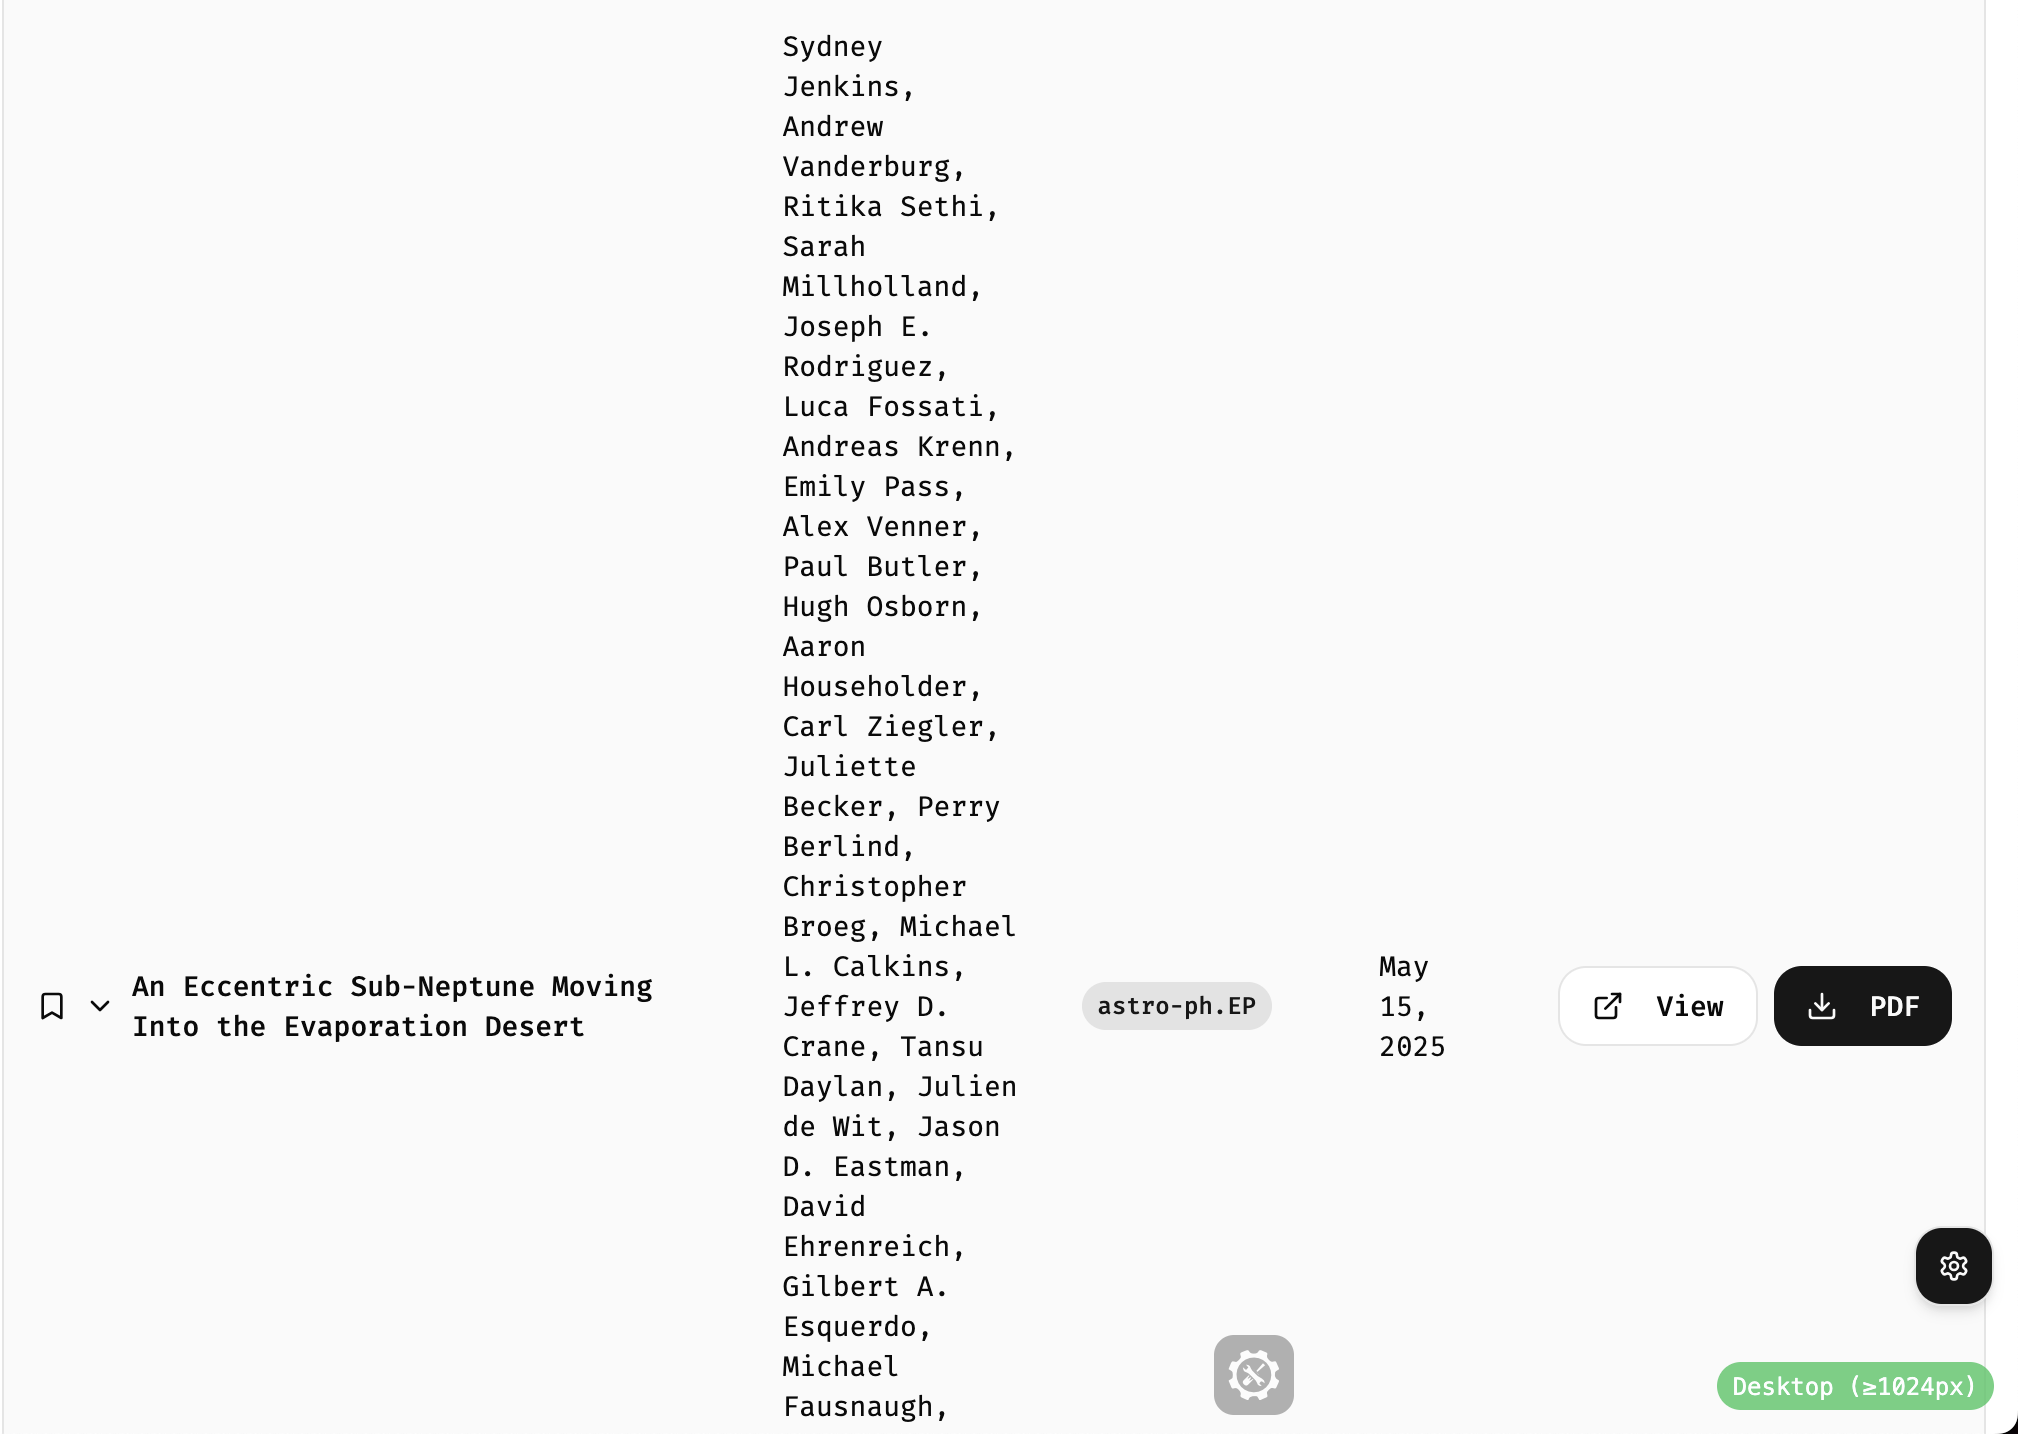 Sydney
Jenkins,
Andrew
Vanderburg,
Ritika Sethi,
Sarah
Millholland,
Joseph E.
Rodriguez,
Luca Fossati,
Andreas Krenn,
Emily Pass,
Alex Venner,
Paul Butler,
Hugh Osborn,
Aaron
Householder,
Carl Ziegler,
Juliette
Becker, Perry
Berlind,
Christopher
Broeg, Michael
L. Calkins,
Jeffrey D.
Crane, Tansu
Daylan, Julien
de Wit, Jason
D. Eastman,
David
Ehrenreich,
Gilbert A.
Esquerdo,
Michael
Fausnaugh,
An Eccentric Sub-Neptune Moving
Into the Evaporation Desert
astro-ph.EP
May
15,
2025
View
PDF
Desktop (≥1024px)